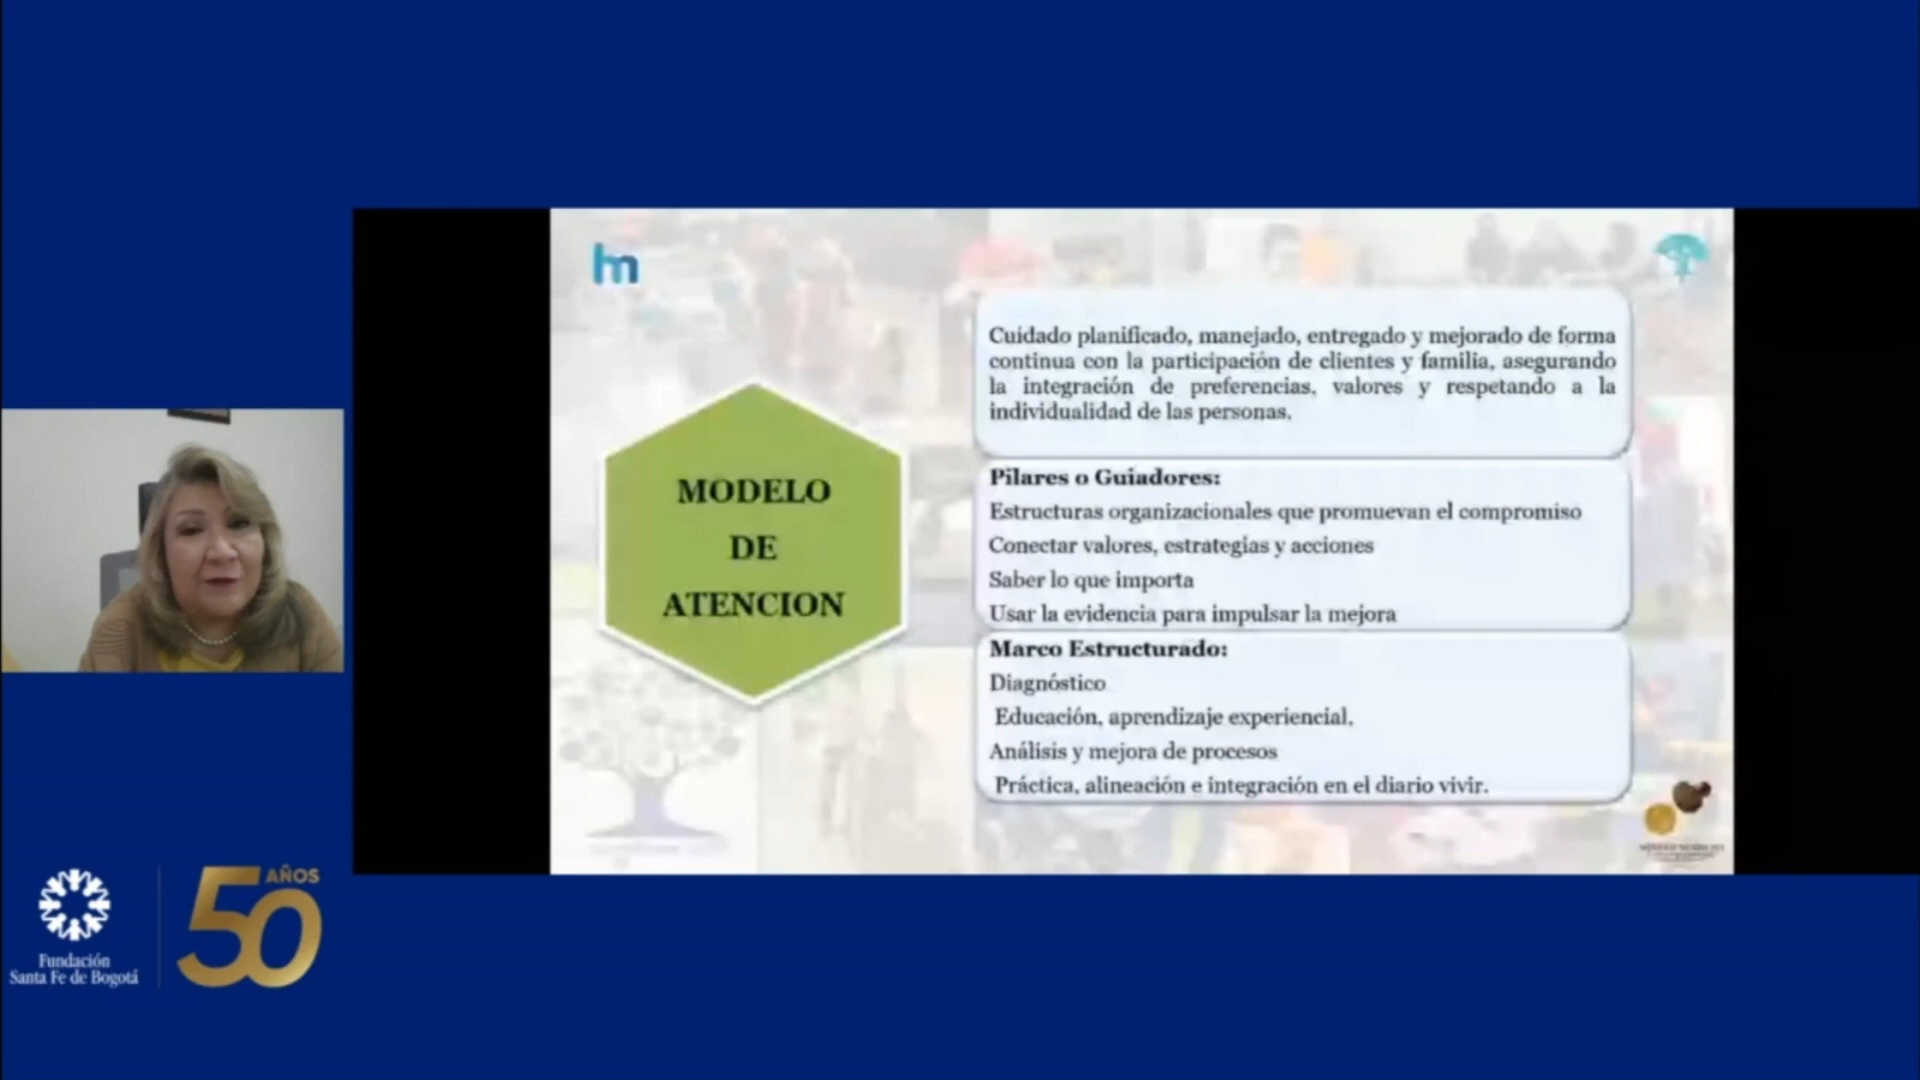 hm
MODELO
DE
ATENCION
Cuidado planificado, manejado, entregado y mejorado de forma
continua con la participación de clientes y familia, asegurando
la integración de preferencias, valores y respetando a la
individualidad de las personas.
Pilares o Guiadores:
Estructuras organizacionales que promuevan el compromiso
Conectar valores, estrategias y acciones
Saber lo que importa
Usar la evidencia para impulsar la mejora
Marco Estructurado:
Diagnóstico
Educación, aprendizaje experiencial.
Análisis y mejora de procesos
Práctica, alineación e integración en el diario vivir.
Fundación
Santa Fe de Bogotá
50
AÑOS